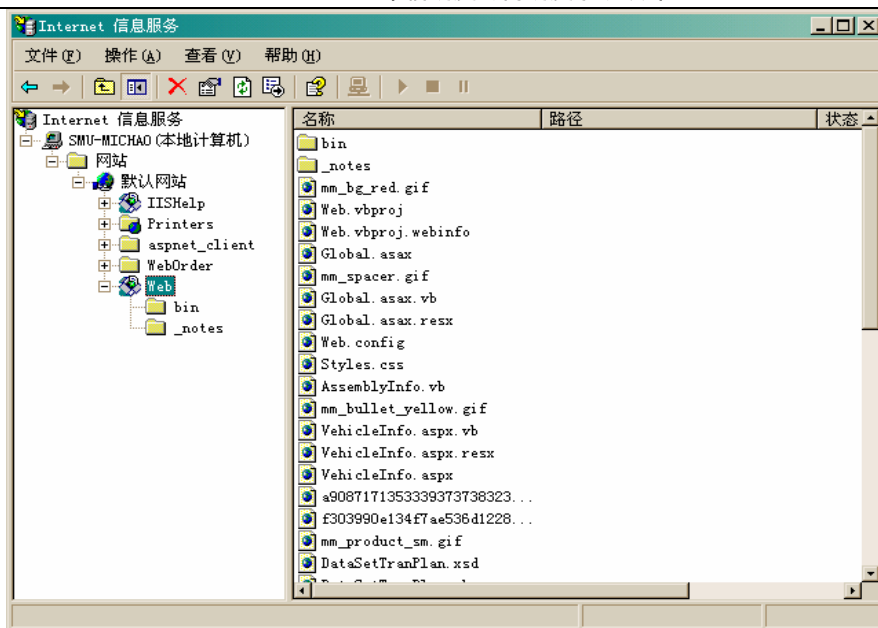 Internet 信息服务
文件(F) 操作(A) 查看(V) 帮助(H)
Internet 信息服务
SMU-MICHAO(本地计算机)
网站
默认网站
IISHelp
Printers
aspnet_client
WebOrder
Web
bin
_notes
名称 路径 状态
bin
_notes
mm_bg_red.gif
Web.vbproj
Web.vbproj.webinfo
Global.asax
mm_spacer.gif
Global.asax.vb
Global.asax.resx
Web.config
Styles.css
AssemblyInfo.vb
mm_bullet_yellow.gif
VehicleInfo.aspx.vb
VehicleInfo.aspx.resx
VehicleInfo.aspx
a9087171353339373738323...
f303990e134f7ae536d1228...
mm_product_sm.gif
DataSetTranPlan.xsd